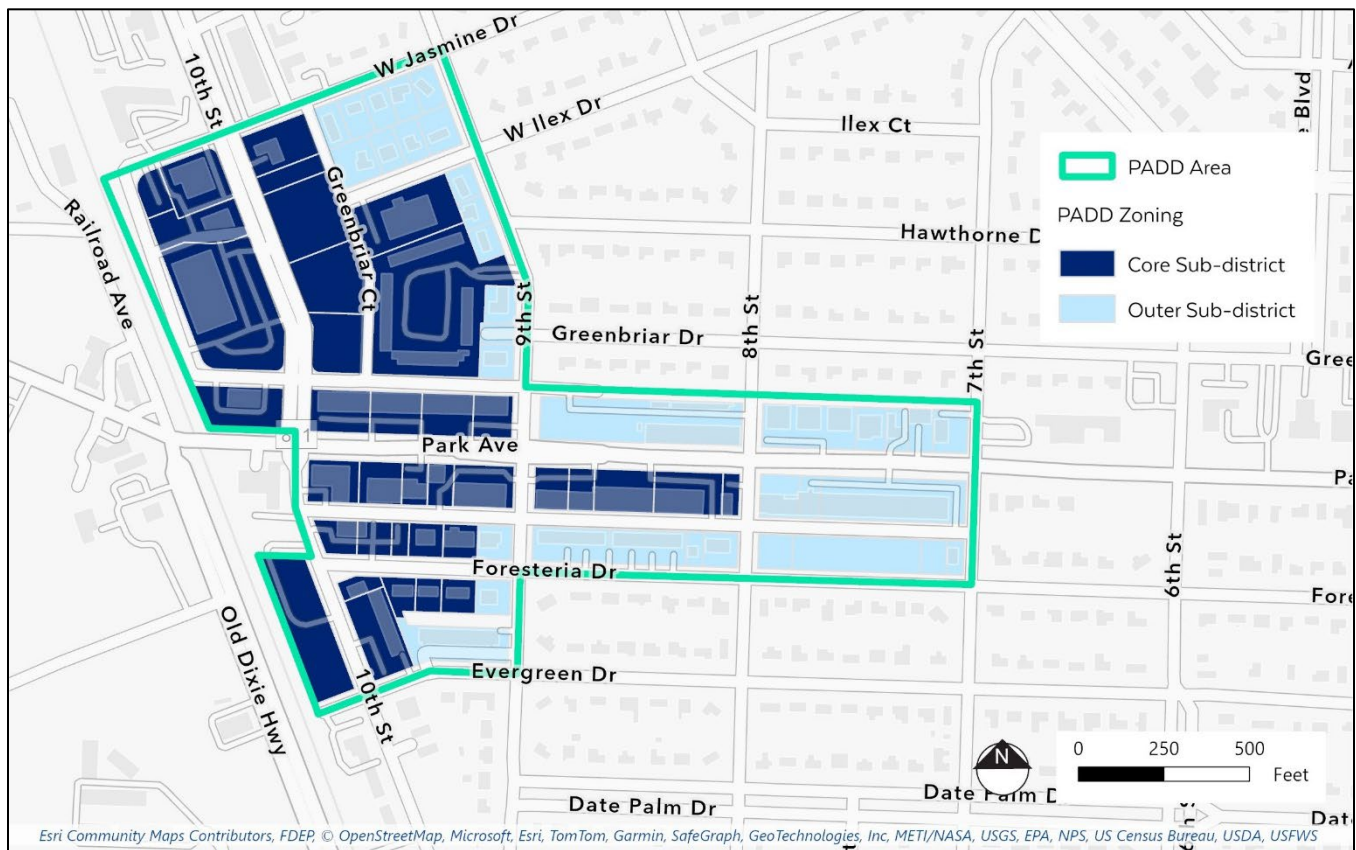 W Jasmine Dr
10th St
W Ilex Dr
Ilex Ct
e Blvd
PADD Area
PADD Zoning
Core Sub-district
Outer Sub-district
Greenbriar Ct
Railroad Ave
Hawthorne D
9th St
Greenbriar Dr
8th St
7th St
Gree
1
Park Ave
Pa
Foresteria Dr
6th St
Fore
Old Dixie Hwy
10th St
Evergreen Dr
N
0 250 500
Feet
Date Palm Dr
Date Palm D
Dat
Esri Community Maps Contributors, FDEP, © OpenStreetMap, Microsoft, Esri, TomTom, Garmin, SafeGraph, GeoTechnologies, Inc, METI/NASA, USGS, EPA, NPS, US Census Bureau, USDA, USFWS